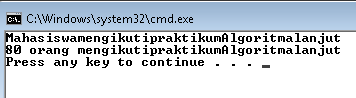 C:\Windows\system32\cmd.exe
MahasiswamengikutipraktikumAlgoritmalanjut
80 orang mengikutipraktikumAlgoritmalanjut
Press any key to continue . . .